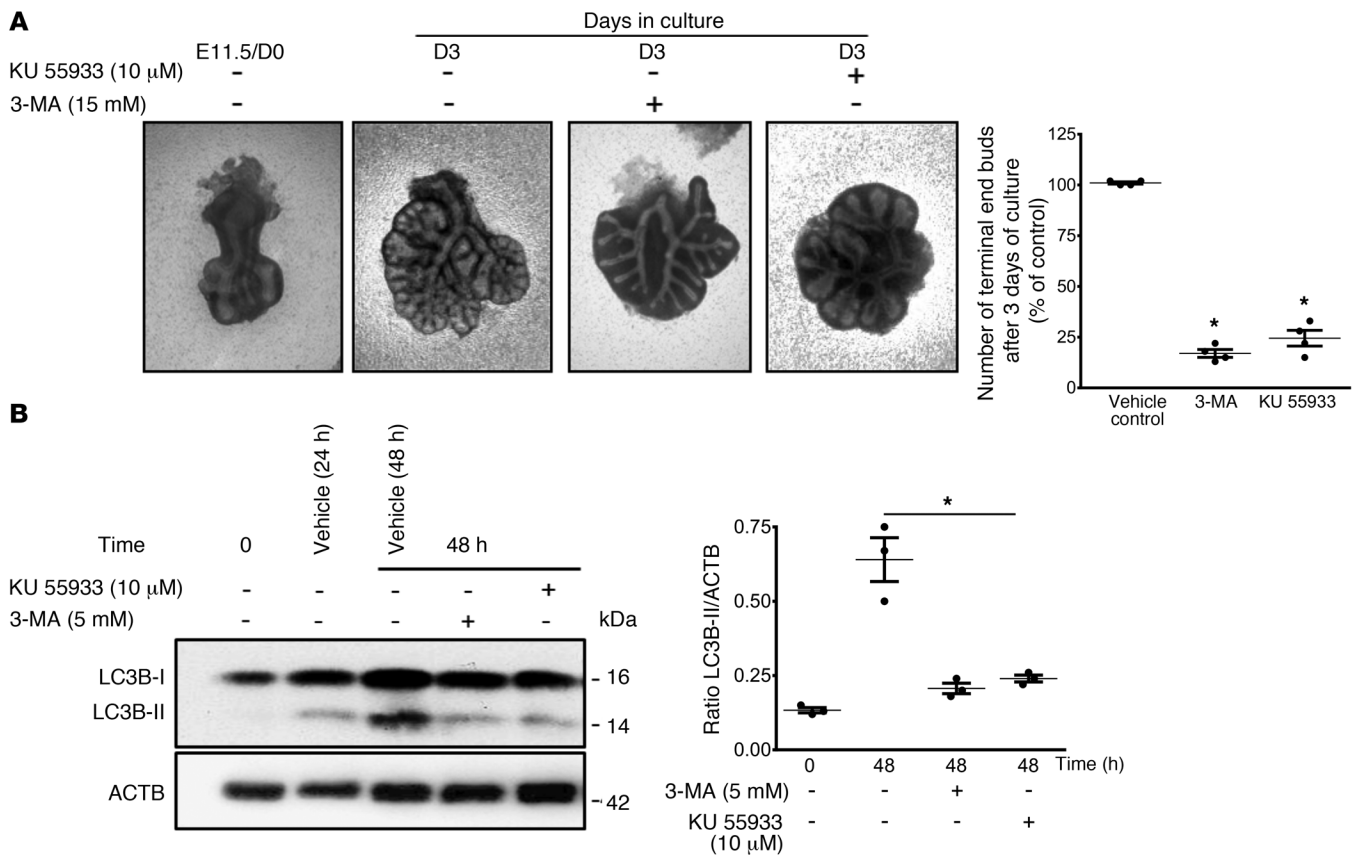 A
Days in culture
E11.5/D0 D3 D3 D3
KU 55933 (10 μM) - - - +
3-MA (15 mM) - - + -
Number of terminal end buds
after 3 days of culture
(% of control)
125
100
75
50
25
0
*
*
Vehicle
control
3-MA
KU 55933
B
Time 0 Vehicle (24 h) Vehicle (48 h) 48 h
KU 55933 (10 μM) - - - - +
3-MA (5 mM) - - - + -
kDa
LC3B-I - 16
LC3B-II - 14
ACTB - 42
Ratio LC3B-II/ACTB
0.75
0.50
0.25
0.00
*
0 48 48 48 Time (h)
3-MA (5 mM) - - + -
KU 55933 - - - +
(10 μM)